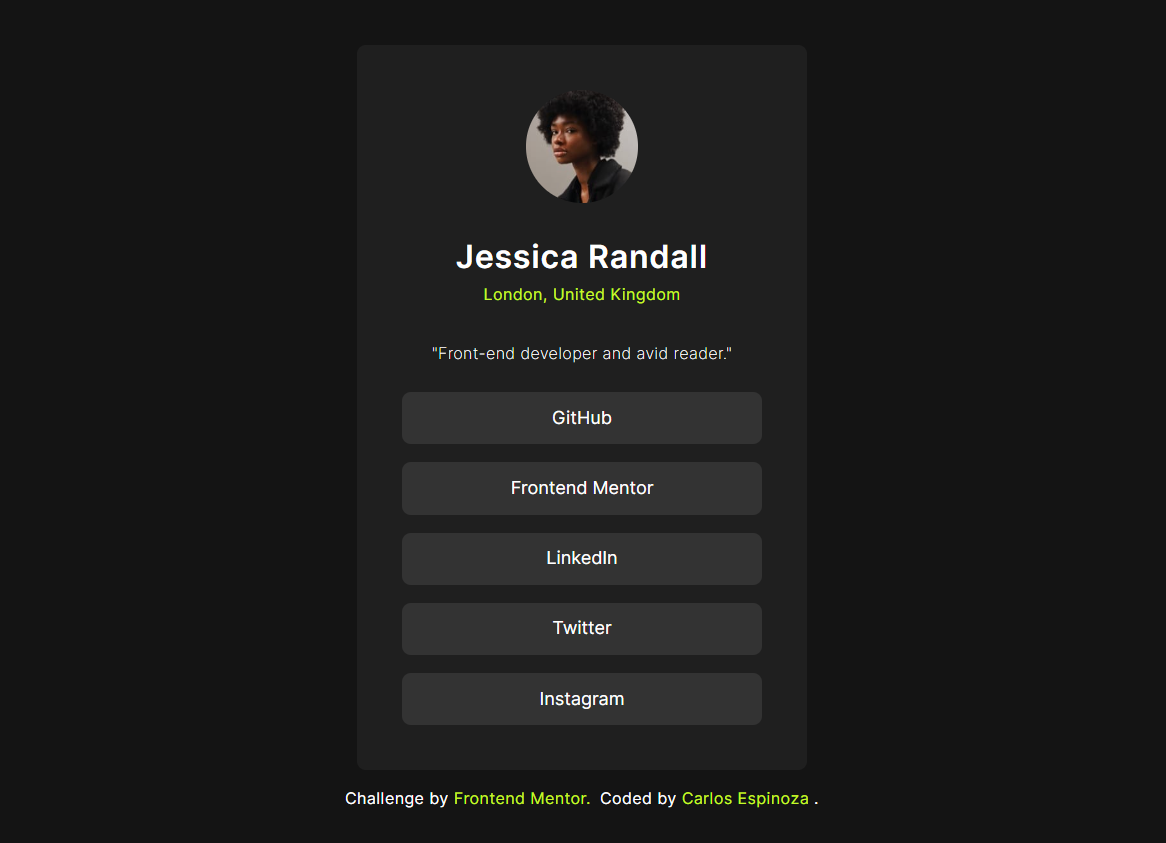 Jessica Randall
London, United Kingdom
"Front-end developer and avid reader."
GitHub
Frontend Mentor
LinkedIn
Twitter
Instagram
Challenge by Frontend Mentor. Coded by Carlos Espinoza .